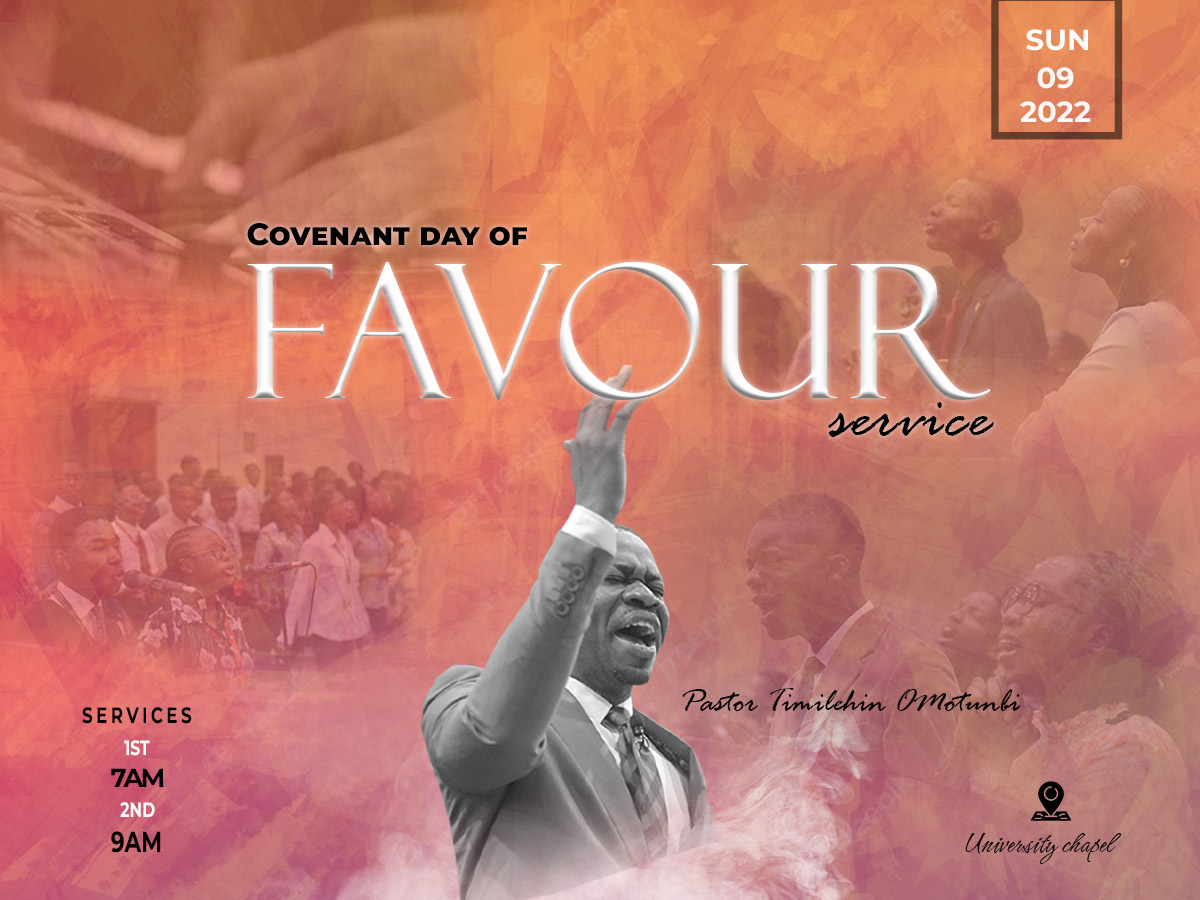 SUN
09
2022
COVENANT DAY OF
FAVOUR
service
Pastor Timilehin OMotunbi
SERVICES
1ST
7AM
2ND
9AM
University chapel